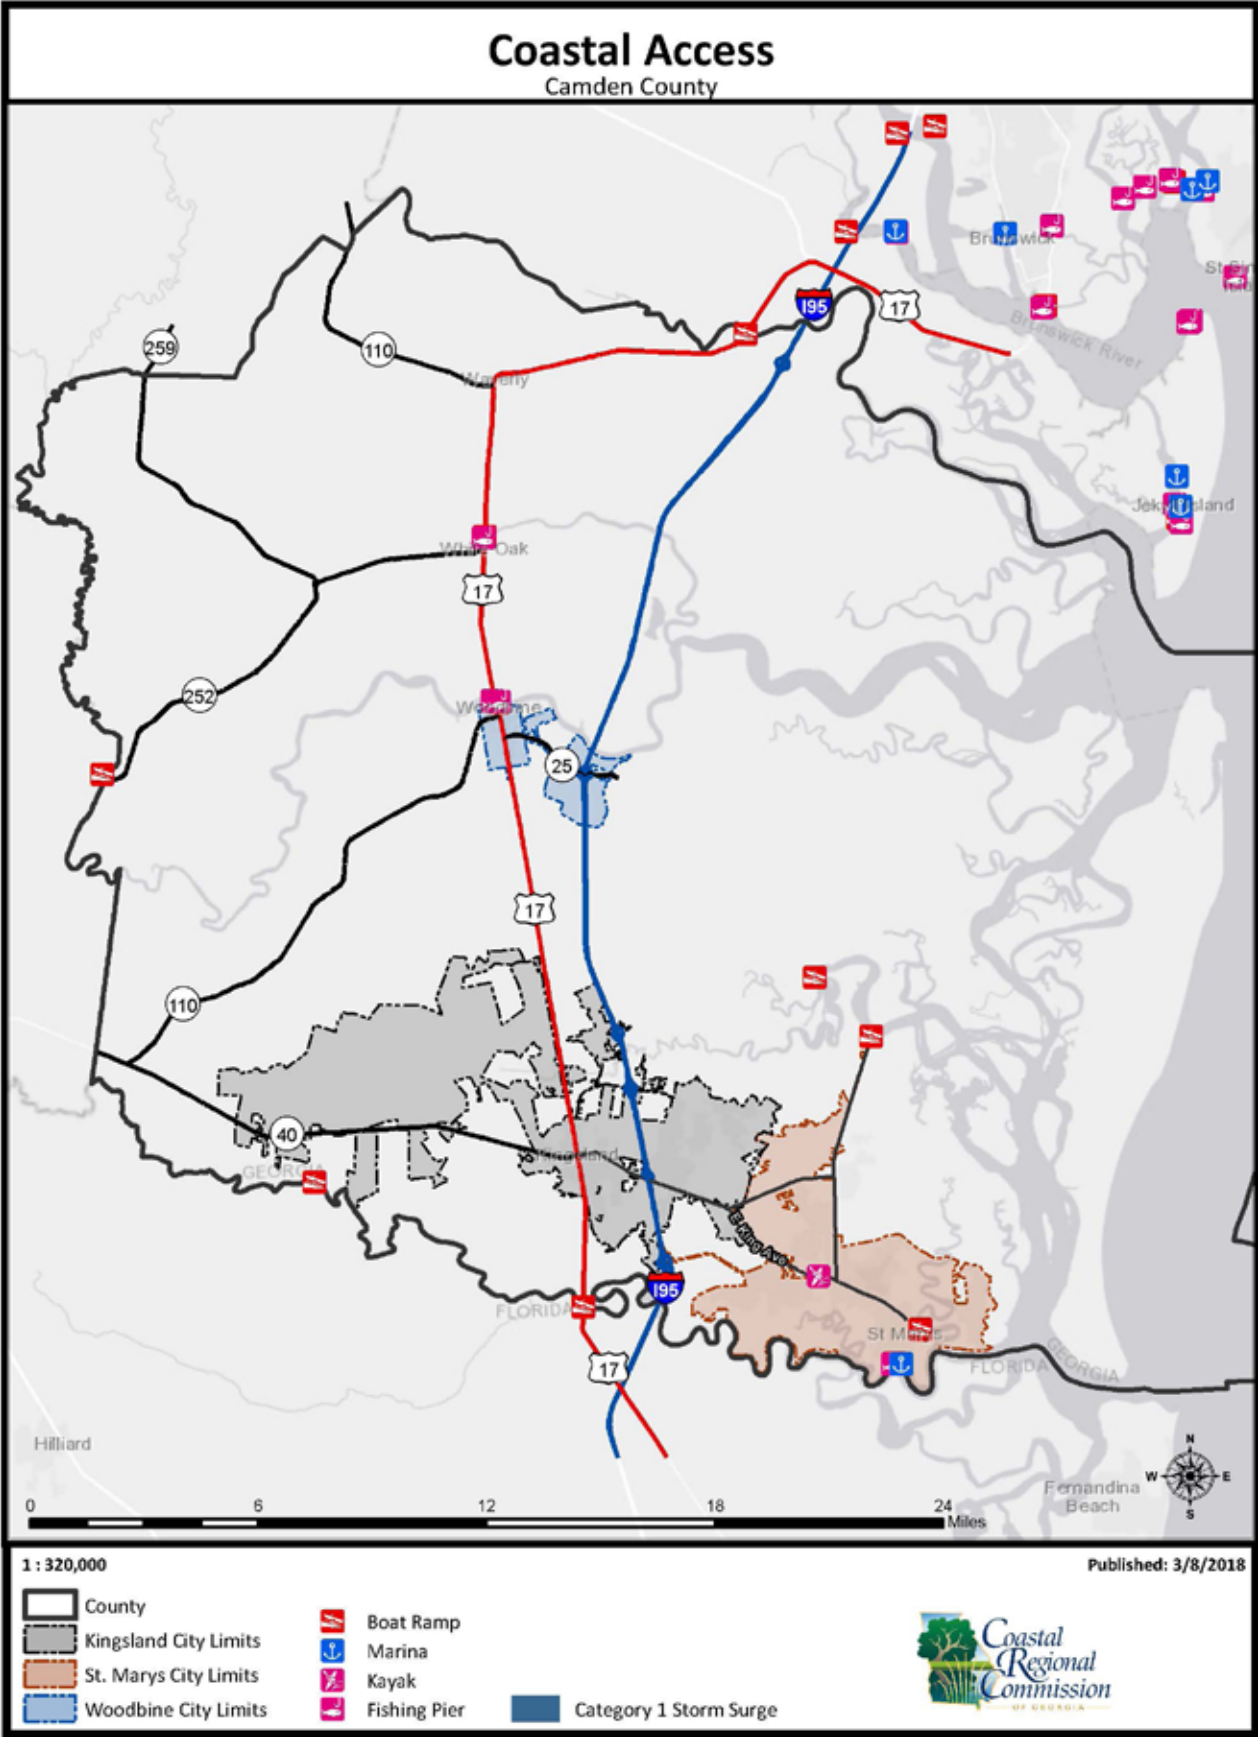 Coastal Access
Camden County
I95
17
Brunswick
Brunswick River
259
110
Waverly
Jekyll Island
White Oak
17
252
Woodbine
25
17
110
40
GEORGIA
Kingsland
E King Ave
I95
FLORIDA
St Marys
17
FLORIDA
GEORGIA
Hilliard
Fernandina
Beach
N
W
E
S
0
6
12
18
24
Miles
1 : 320,000
Published: 3/8/2018
County
Kingsland City Limits
St. Marys City Limits
Woodbine City Limits
Boat Ramp
Marina
Kayak
Fishing Pier
Category 1 Storm Surge
Coastal
Regional
Commission
OF GEORGIA